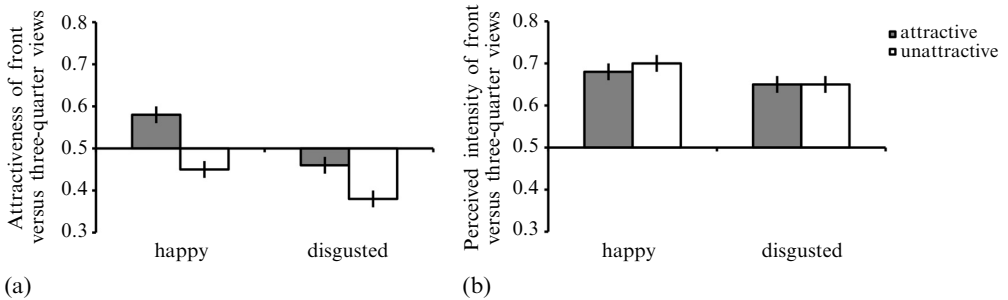 Attractiveness of front
versus three-quarter views
0.8
0.6
0.5
0.4
0.3
happy
disgusted
(a)
Perceived intensity of front
versus three-quarter views
0.8
0.7
0.6
0.5
0.4
0.3
happy
disgusted
(b)
attractive
unattractive